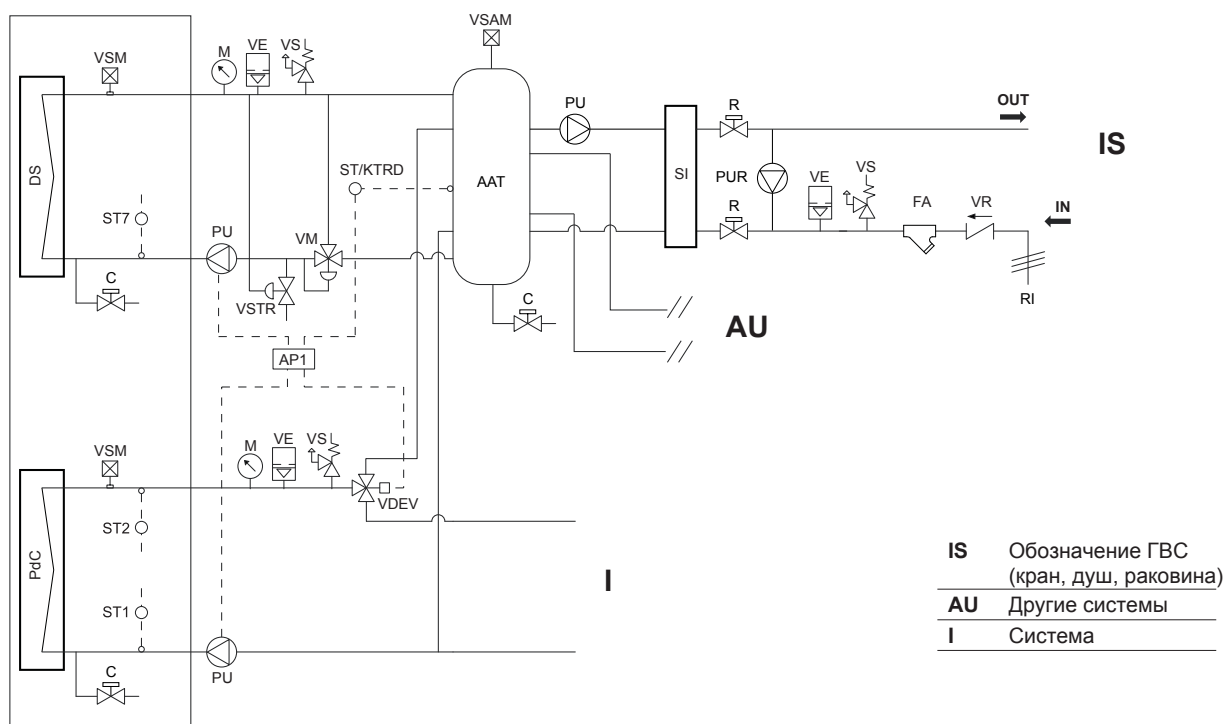 VSAM
VSM
M
VE
VS
OUT
PU
R
IS
DS
ST/KTRD
AAT
SI
PUR
VE
VS
ST7
FA
VR
IN
R
PU
VM
C
VSTR
C
RI
AU
AP1
VSM
M
VE
VS
VDEV
ST2
PdC
I
ST1
C
PU
IS Обозначение ГВС
(кран, душ, раковина)
AU Другие системы
I Система